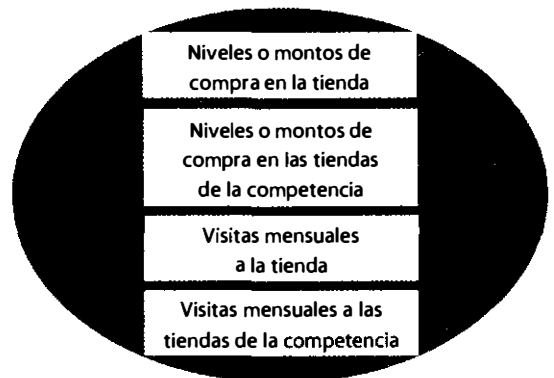 Niveles o montos de
compra en la tienda
Niveles o montos de
compra en las tiendas
de la competencia
Visitas mensuales
a la tienda
Visitas mensuales a las
tiendas de la competencia